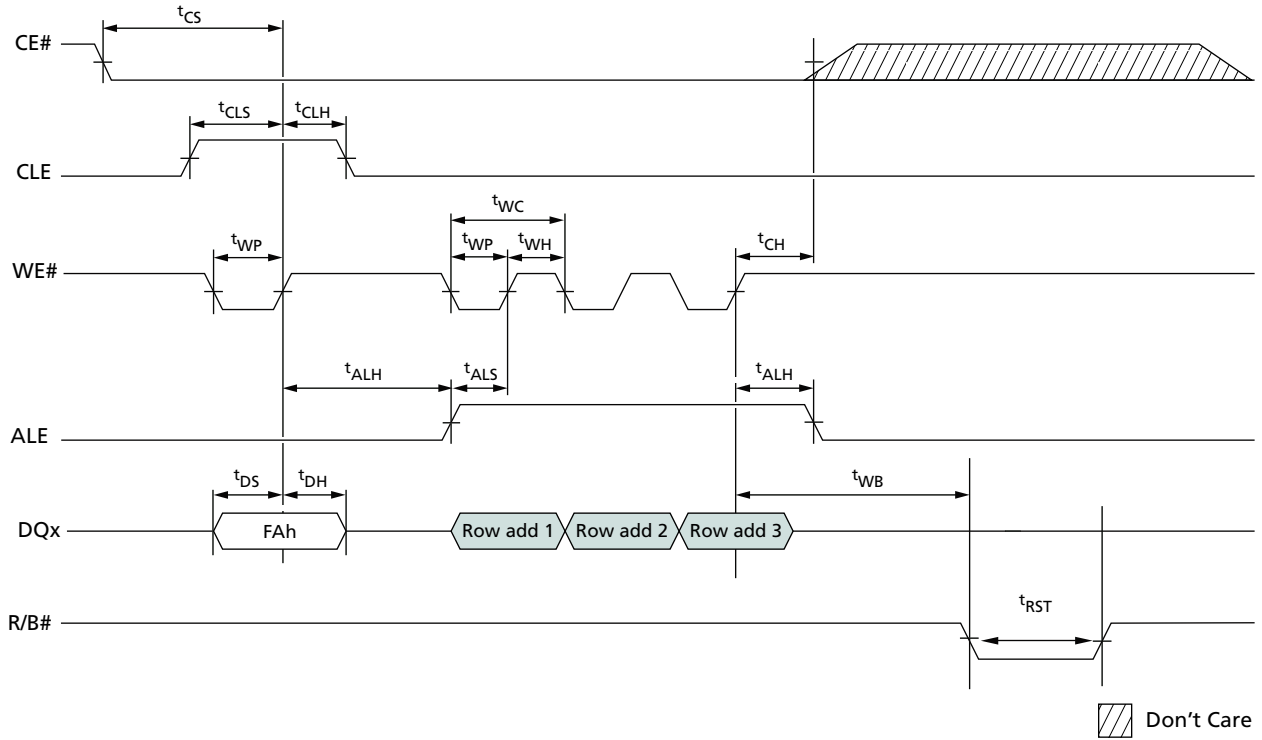 tCS
CE#
tCLS tCLH
CLE
tWC
tWP tWP tWH tCH
WE#
tALH tALS tALH
ALE
tDS tDH tWB
DQx FAh Row add 1 Row add 2 Row add 3
tRST
R/B#
Don't Care